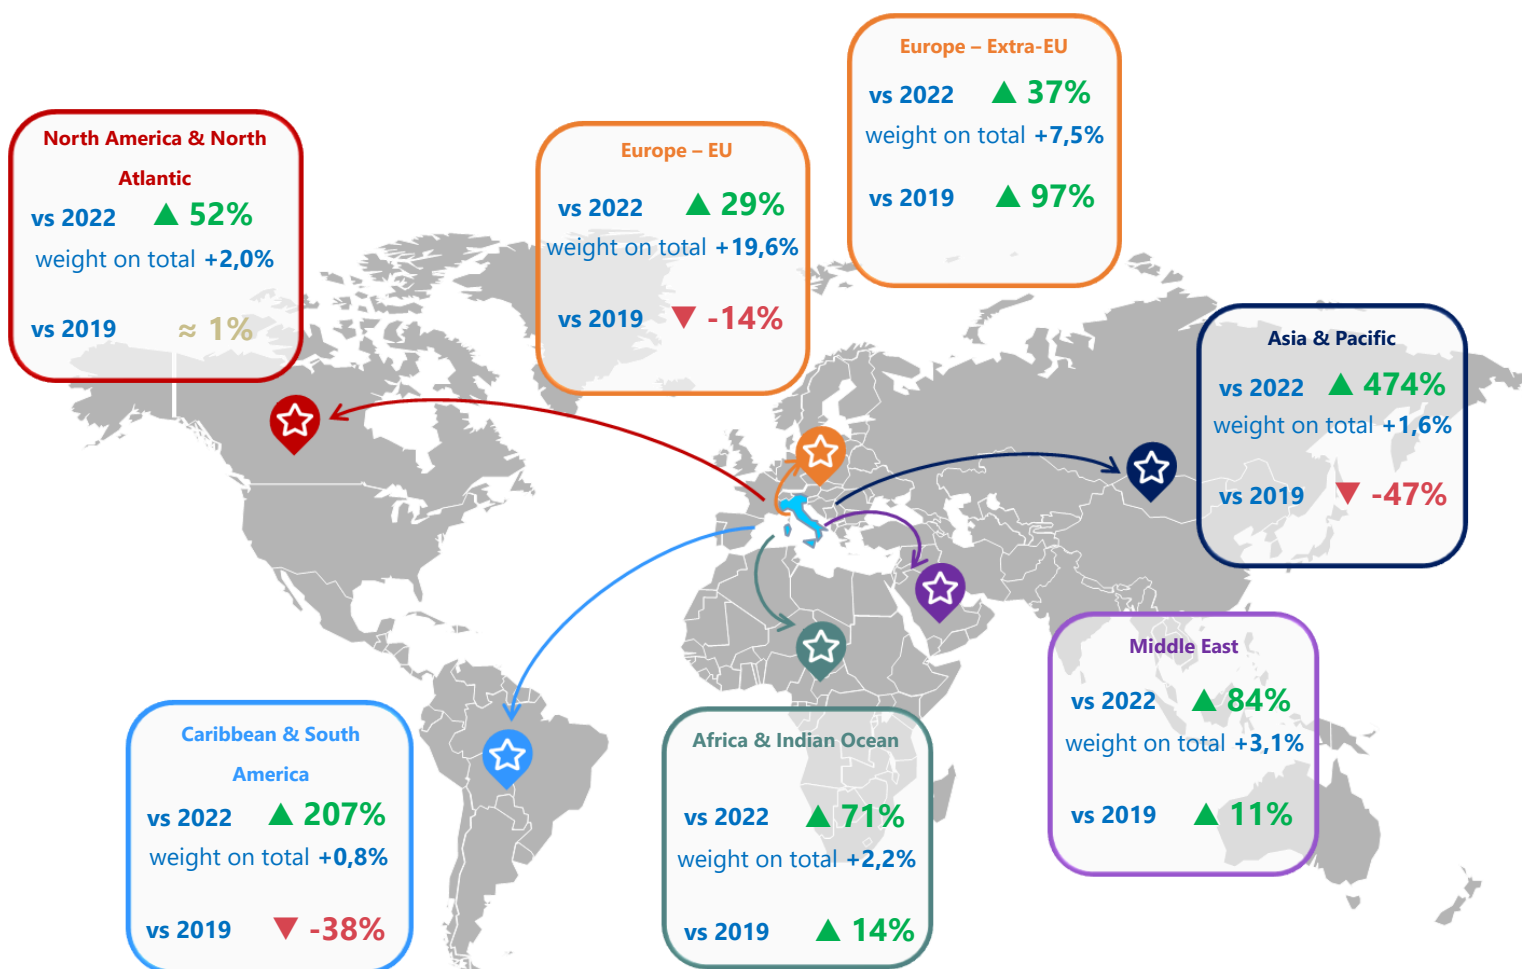 Europe – Extra-EU
vs 2022 ▲ 37%
weight on total +7,5%
vs 2019 ▲ 97%
North America & North
Atlantic
vs 2022 ▲ 52%
weight on total +2,0%
vs 2019 ≈ 1%
Europe – EU
vs 2022 ▲ 29%
weight on total +19,6%
vs 2019 ▼ -14%
Asia & Pacific
vs 2022 ▲ 474%
weight on total +1,6%
vs 2019 ▼ -47%
Middle East
vs 2022 ▲ 84%
weight on total +3,1%
vs 2019 ▲ 11%
Caribbean & South
America
vs 2022 ▲ 207%
weight on total +0,8%
vs 2019 ▼ -38%
Africa & Indian Ocean
vs 2022 ▲ 71%
weight on total +2,2%
vs 2019 ▲ 14%